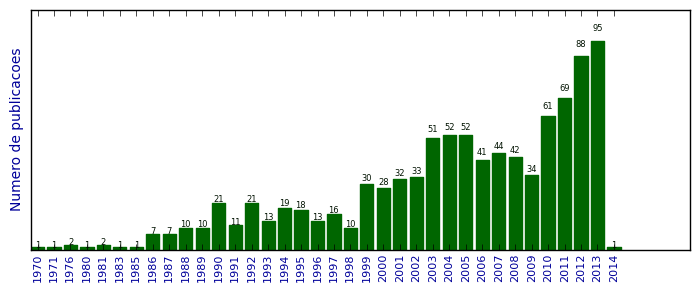 Numero de publicacoes
1 1 2 1 2 1 1 7 7 10 10 21 11 21 13 19 18 13 16 10 30 28 32 33 51 52 52 41 44 42 34 61 69 88 95 1
1970 1971 1976 1980 1981 1983 1985 1986 1987 1988 1989 1990 1991 1992 1993 1994 1995 1996 1997 1998 1999 2000 2001 2002 2003 2004 2005 2006 2007 2008 2009 2010 2011 2012 2013 2014